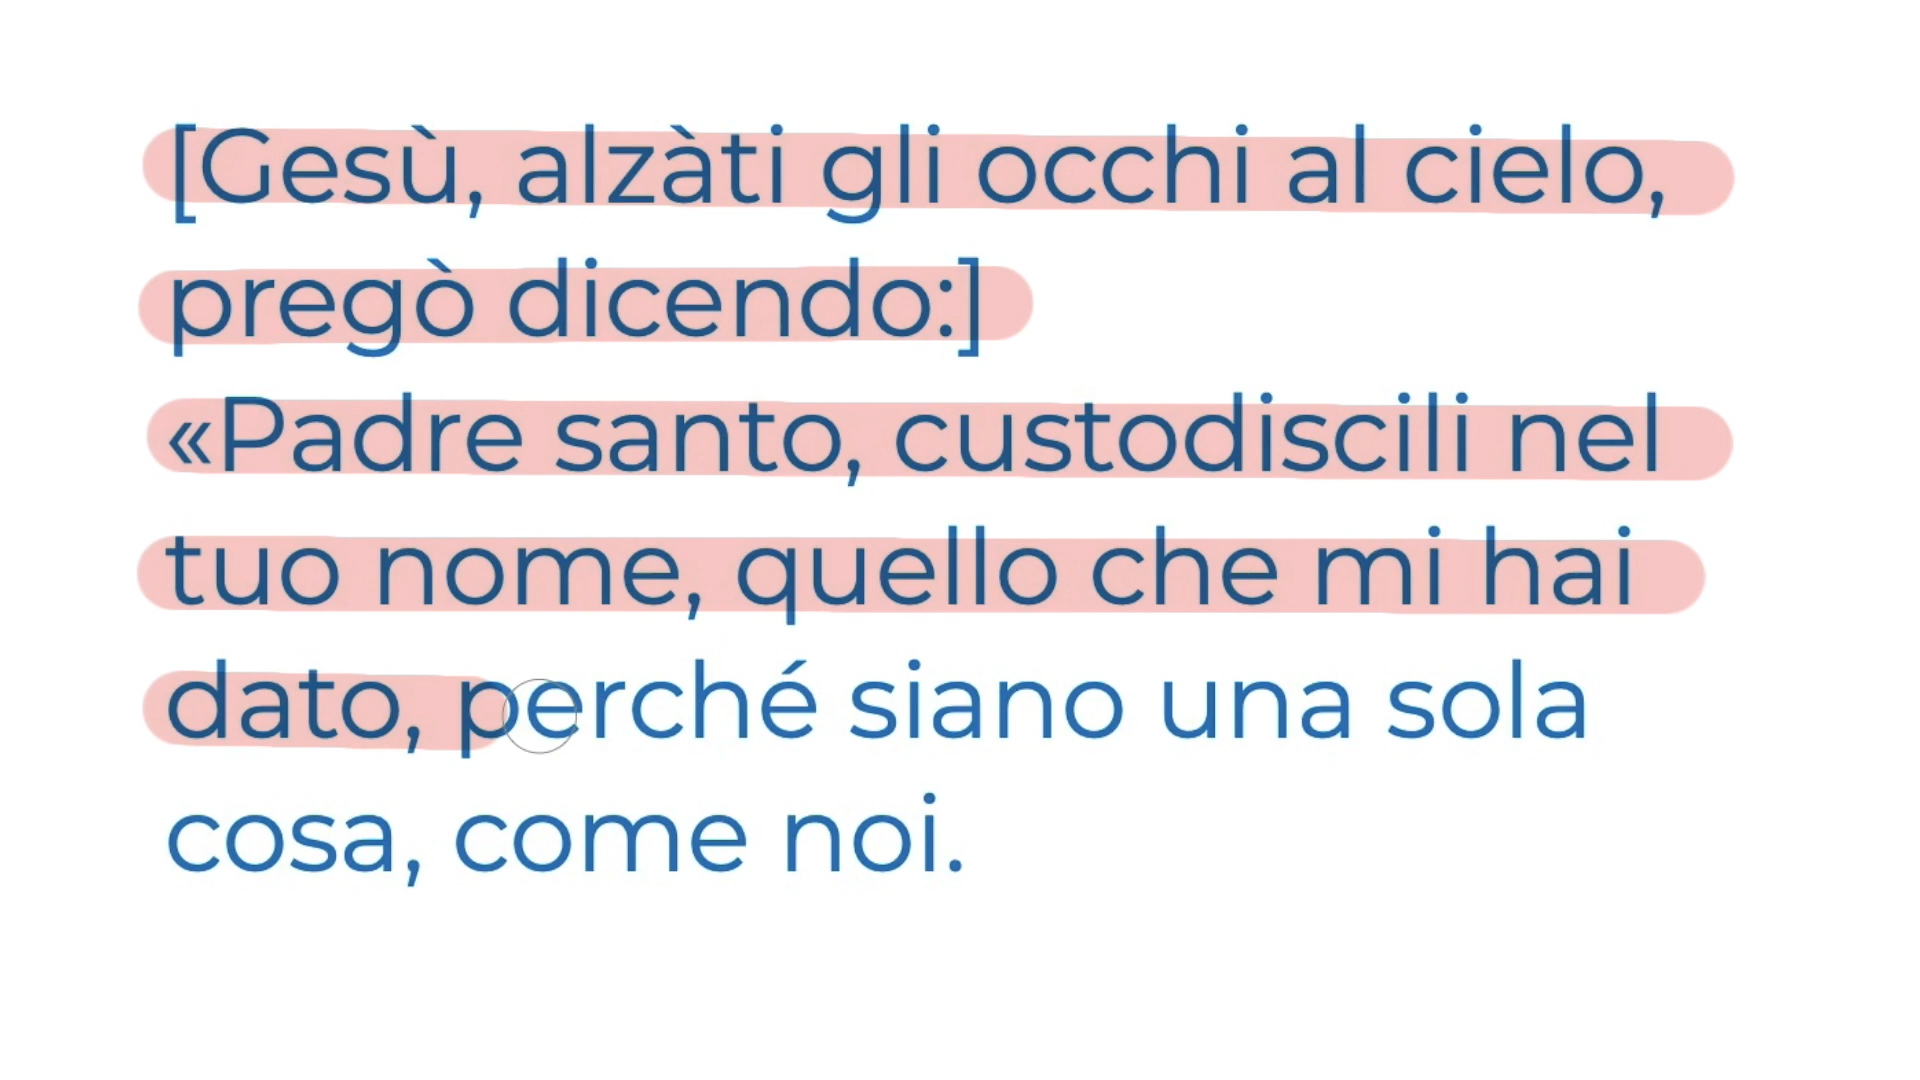 [Gesù, alzàti gli occhi al cielo,
pregò dicendo:]
«Padre santo, custodiscili nel
tuo nome, quello che mi hai
dato, perché siano una sola
cosa, come noi.